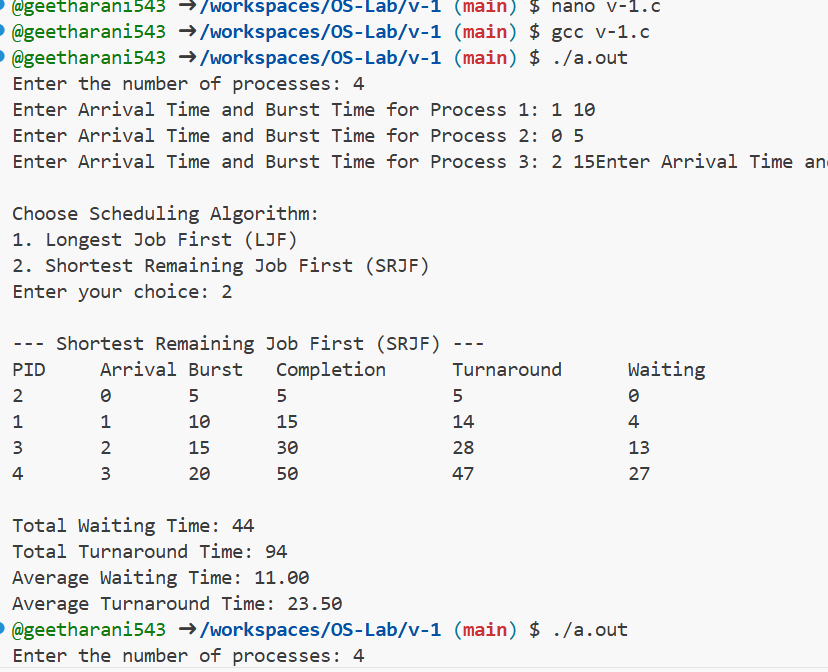 @geetharani543 ➜/workspaces/OS-Lab/v-1 (main) $ nano v-1.c
@geetharani543 ➜/workspaces/OS-Lab/v-1 (main) $ gcc v-1.c
@geetharani543 ➜/workspaces/OS-Lab/v-1 (main) $ ./a.out
Enter the number of processes: 4
Enter Arrival Time and Burst Time for Process 1: 1 10
Enter Arrival Time and Burst Time for Process 2: 0 5
Enter Arrival Time and Burst Time for Process 3: 2 15Enter Arrival Time an
Choose Scheduling Algorithm:
1. Longest Job First (LJF)
2. Shortest Remaining Job First (SRJF)
Enter your choice: 2
--- Shortest Remaining Job First (SRJF) ---
PID Arrival Burst Completion Turnaround Waiting
2 0 5 5 5 0
1 1 10 15 14 4
3 2 15 30 28 13
4 3 20 50 47 27
Total Waiting Time: 44
Total Turnaround Time: 94
Average Waiting Time: 11.00
Average Turnaround Time: 23.50
@geetharani543 ➜/workspaces/OS-Lab/v-1 (main) $ ./a.out
Enter the number of processes: 4